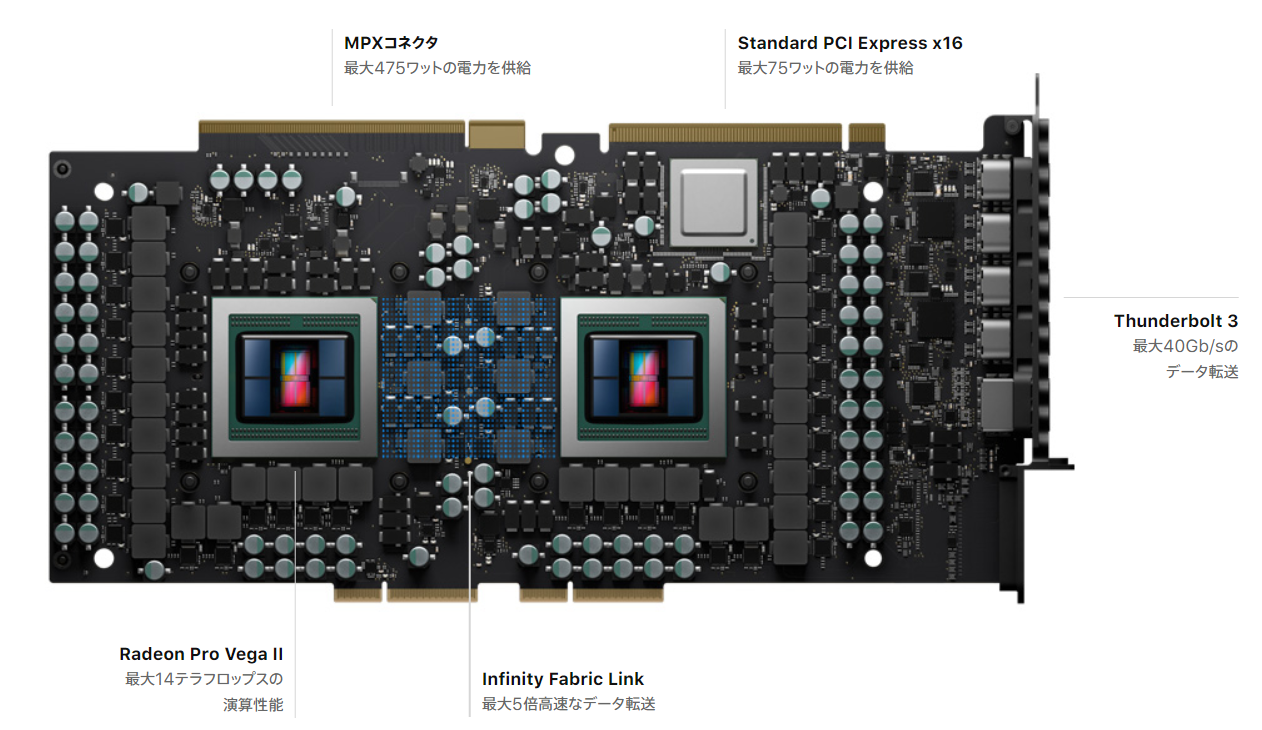 MPXコネクタ
最大475ワットの電力を供給
Standard PCI Express x16
最大75ワットの電力を供給
Thunderbolt 3
最大40Gb/sの
データ転送
Radeon Pro Vega II
最大14テラフロップスの
演算性能
Infinity Fabric Link
最大5倍高速なデータ転送